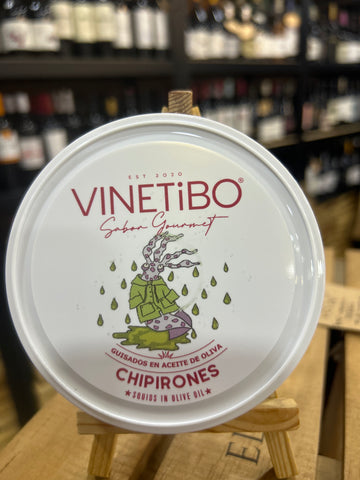 EST 2020
VINETiBO®
Sabor Gourmet
GUISADOS EN ACEITE DE OLIVA
CHIPIRONES
★SQUIDS IN OLIVE OIL★